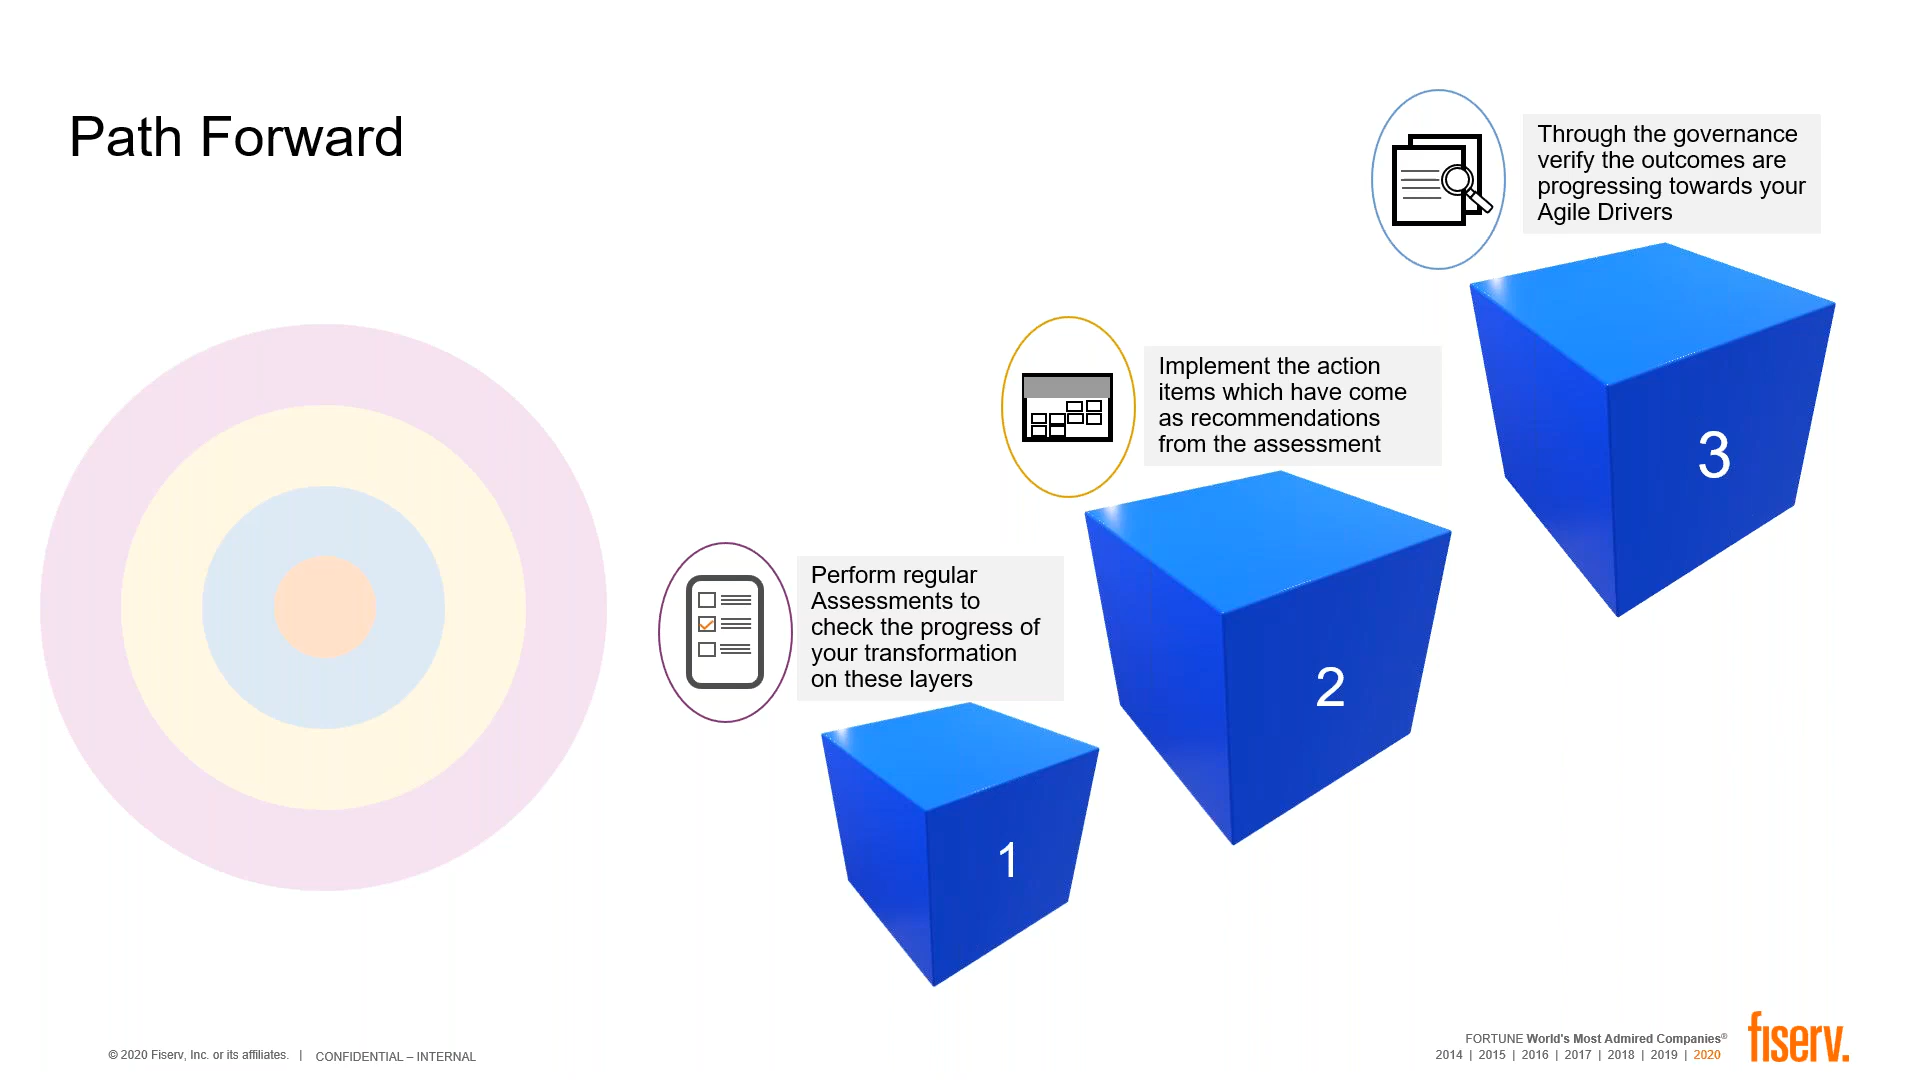 Path Forward
Through the governance
verify the outcomes are
progressing towards your
Agile Drivers
Implement the action
items which have come
as recommendations
from the assessment
Perform regular
Assessments to
check the progress of
your transformation
on these layers
3
2
1
© 2020 Fiserv, Inc. or its affiliates. | CONFIDENTIAL – INTERNAL
FORTUNE World's Most Admired Companies®
2014 | 2015 | 2016 | 2017 | 2018 | 2019 | 2020
fiserv.